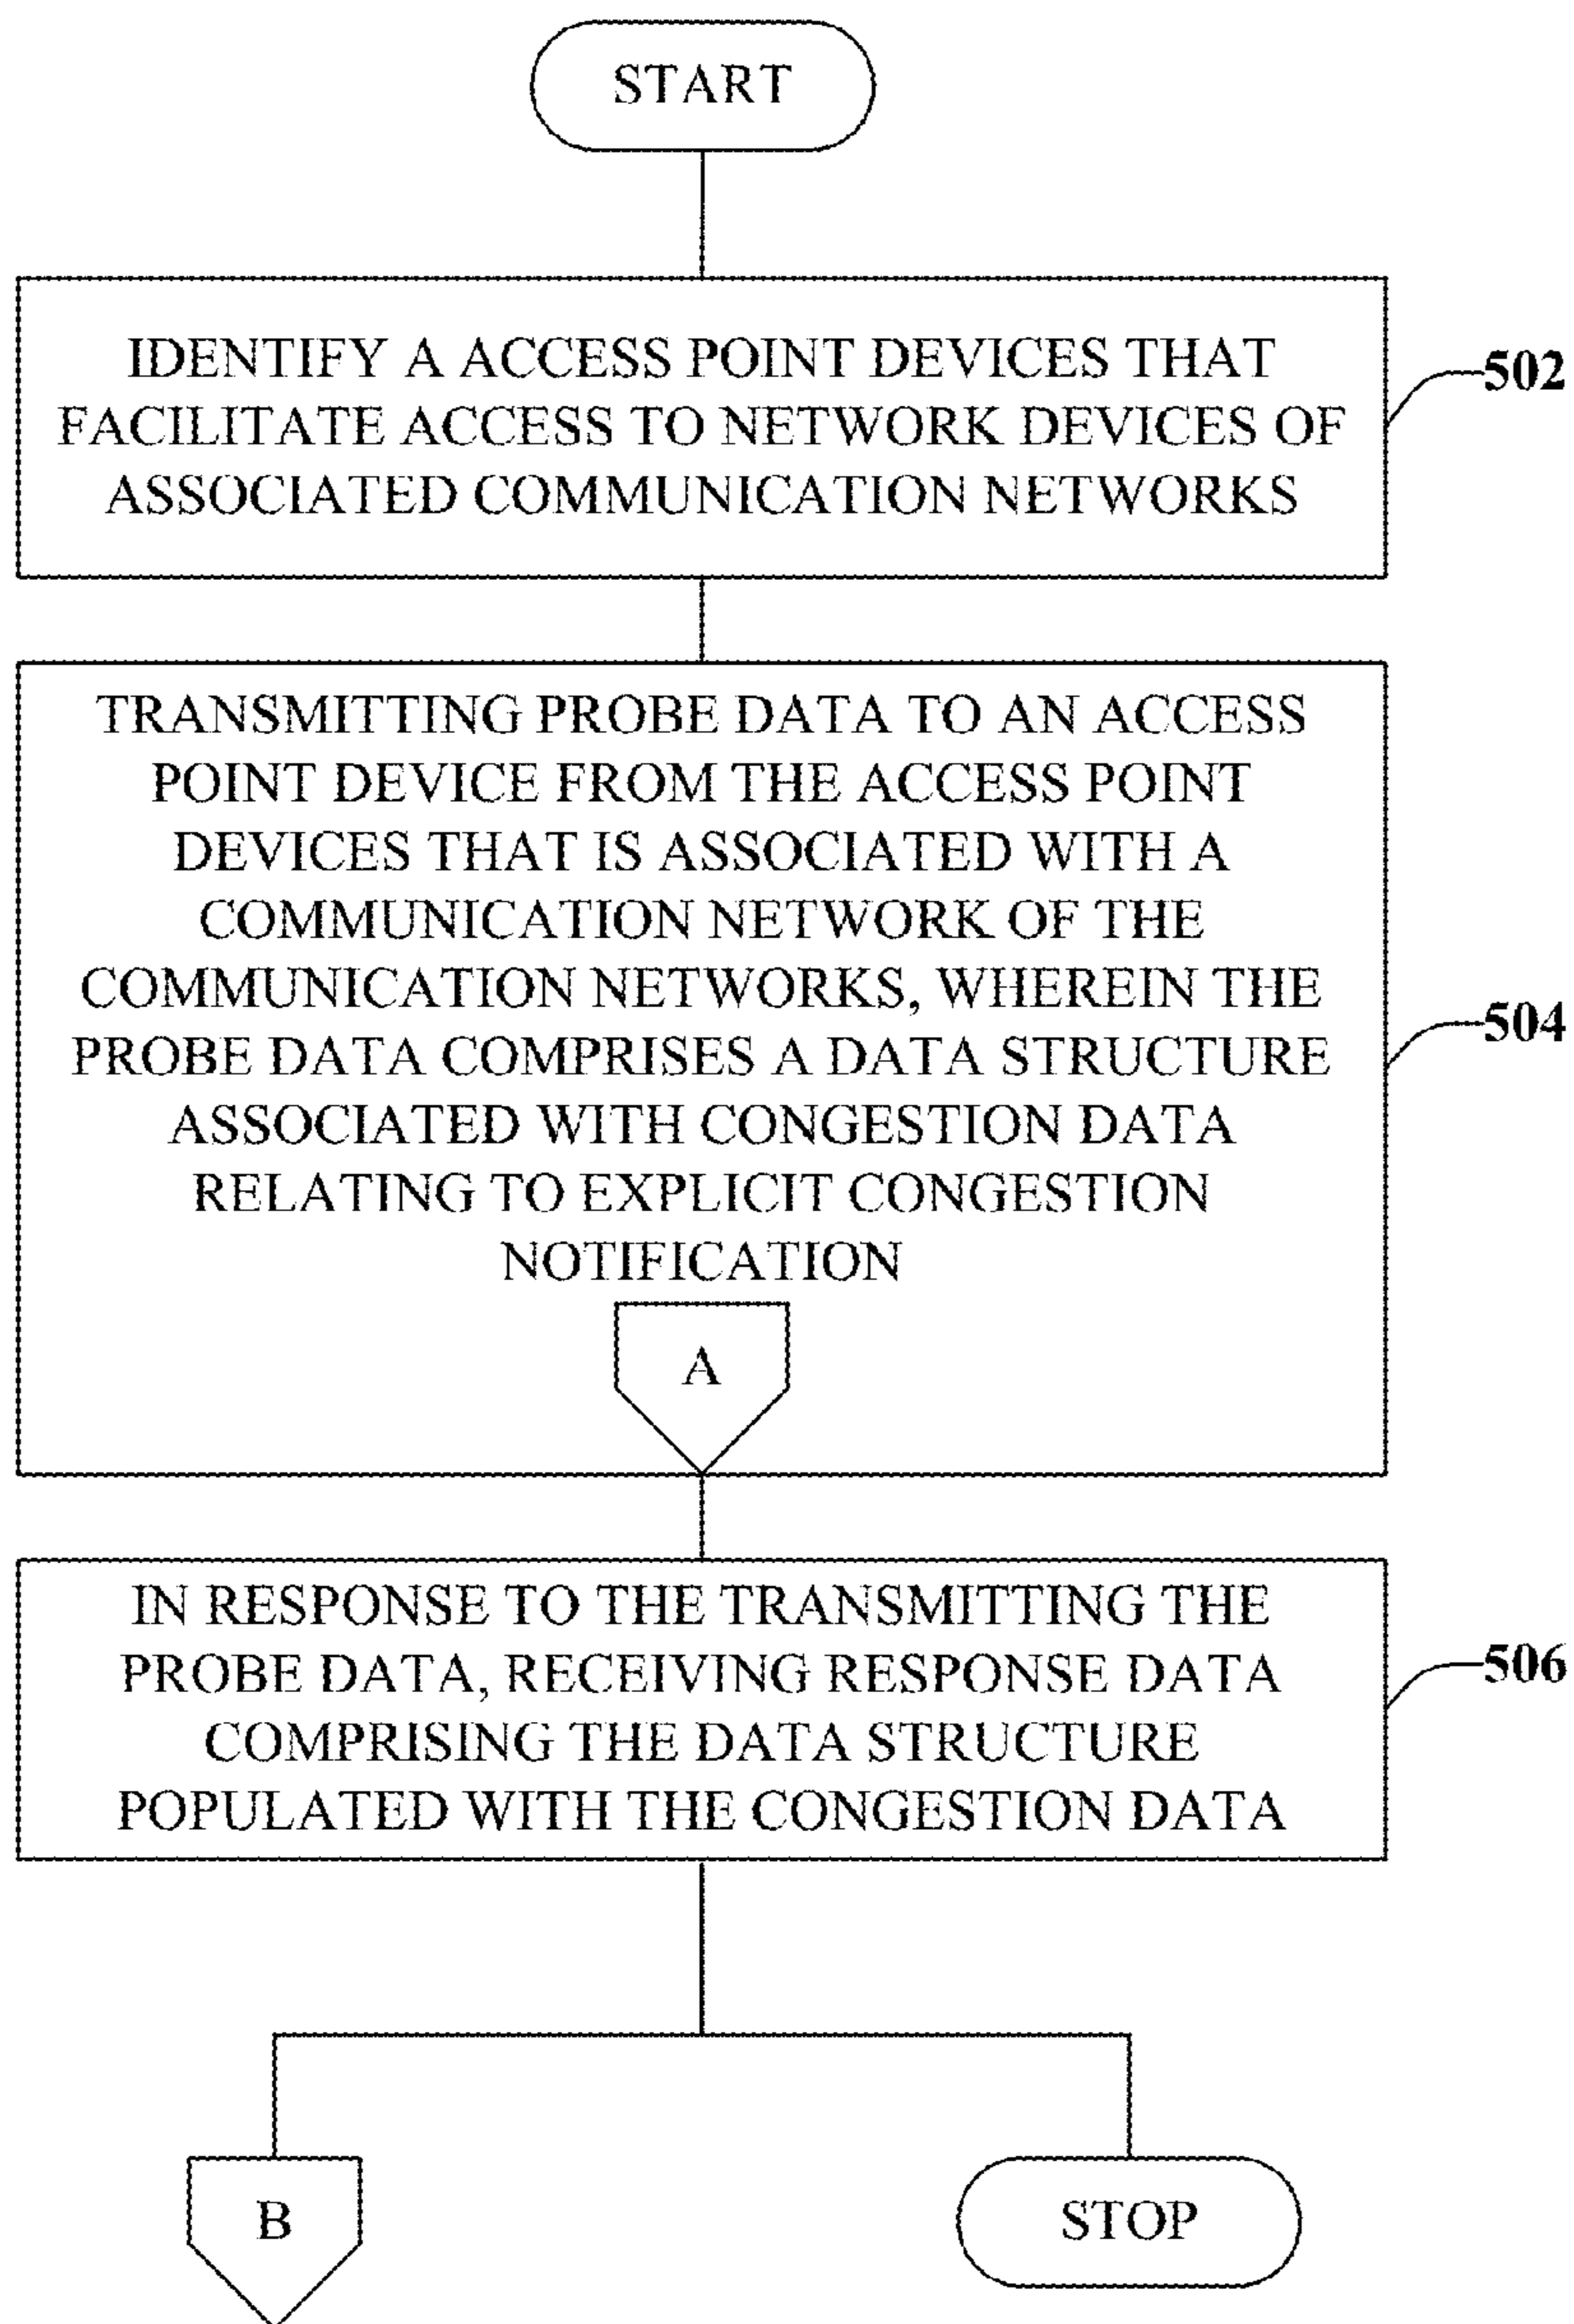 START
IDENTIFY A ACCESS POINT DEVICES THAT
FACILITATE ACCESS TO NETWORK DEVICES OF
ASSOCIATED COMMUNICATION NETWORKS
502
TRANSMITTING PROBE DATA TO AN ACCESS
POINT DEVICE FROM THE ACCESS POINT
DEVICES THAT IS ASSOCIATED WITH A
COMMUNICATION NETWORK OF THE
COMMUNICATION NETWORKS, WHEREIN THE
PROBE DATA COMPRISES A DATA STRUCTURE
ASSOCIATED WITH CONGESTION DATA
RELATING TO EXPLICIT CONGESTION
NOTIFICATION
504
A
IN RESPONSE TO THE TRANSMITTING THE
PROBE DATA, RECEIVING RESPONSE DATA
COMPRISING THE DATA STRUCTURE
POPULATED WITH THE CONGESTION DATA
506
B
STOP